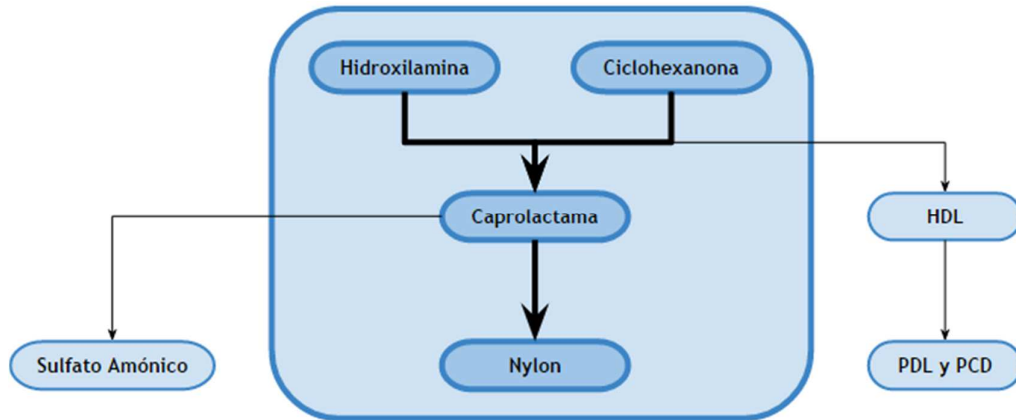 Hidroxilamina
Ciclohexanona
Caprolactama
HDL
Sulfato Amónico
Nylon
PDL y PCD